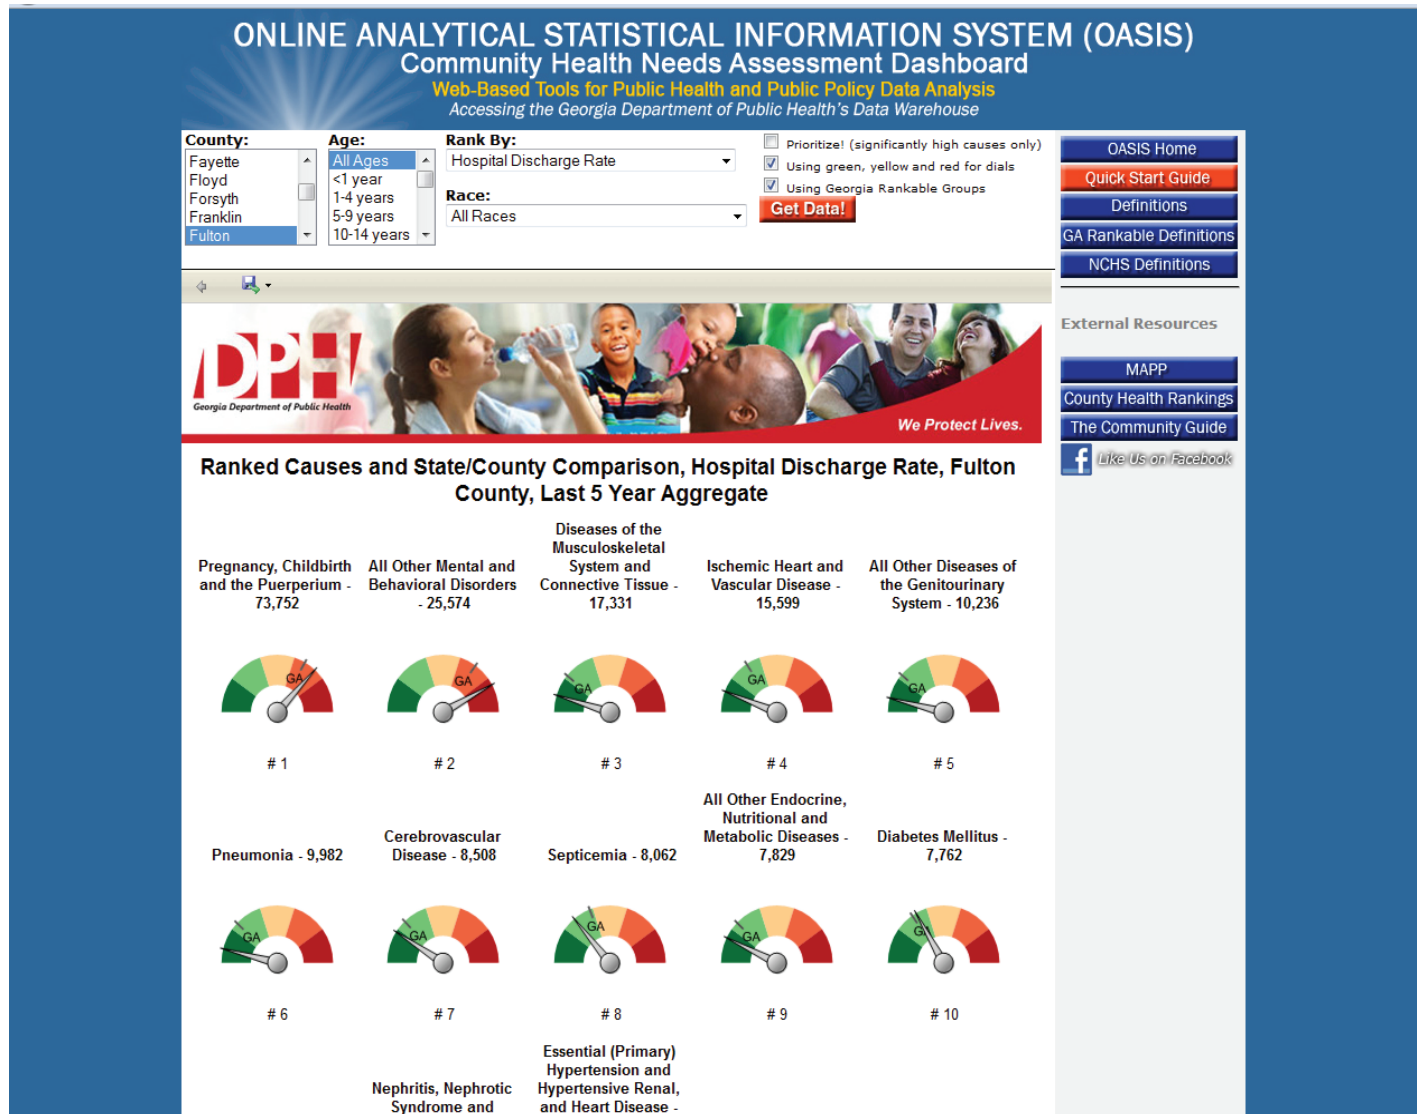 ONLINE ANALYTICAL STATISTICAL INFORMATION SYSTEM (OASIS)
Community Health Needs Assessment Dashboard
Web-Based Tools for Public Health and Public Policy Data Analysis
Accessing the Georgia Department of Public Health's Data Warehouse
County:
Fayette
Floyd
Forsyth
Franklin
Fulton
Age:
All Ages
<1 year
1-4 years
5-9 years
10-14 years
Rank By:
Hospital Discharge Rate
Race:
All Races
Prioritize! (significantly high causes only)
Using green, yellow and red for dials
Using Georgia Rankable Groups
Get Data!
OASIS Home
Quick Start Guide
Definitions
GA Rankable Definitions
NCHS Definitions
External Resources
MAPP
County Health Rankings
The Community Guide
f Like Us on Facebook
DPH
Georgia Department of Public Health
We Protect Lives.
Ranked Causes and State/County Comparison, Hospital Discharge Rate, Fulton
County, Last 5 Year Aggregate
Pregnancy, Childbirth
and the Puerperium -
73,752
GA
# 1
All Other Mental and
Behavioral Disorders
- 25,574
GA
# 2
Diseases of the
Musculoskeletal
System and
Connective Tissue -
17,331
GA
# 3
Ischemic Heart and
Vascular Disease -
15,599
GA
# 4
All Other Diseases of
the Genitourinary
System - 10,236
GA
# 5
Pneumonia - 9,982
GA
# 6
Cerebrovascular
Disease - 8,508
GA
# 7
Septicemia - 8,062
GA
# 8
All Other Endocrine,
Nutritional and
Metabolic Diseases -
7,829
GA
# 9
Diabetes Mellitus -
7,762
GA
# 10
Nephritis, Nephrotic
Syndrome and
Essential (Primary)
Hypertension and
Hypertensive Renal,
and Heart Disease -